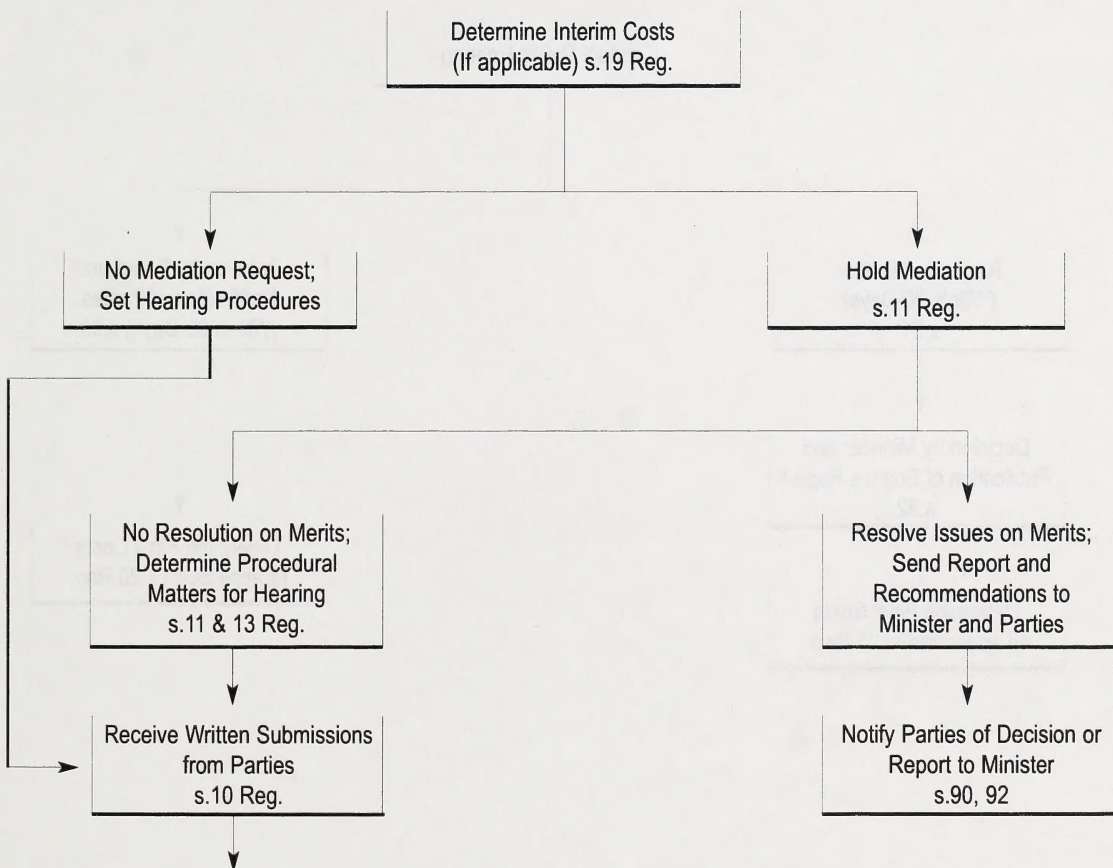 Determine Interim Costs
(If applicable) s.19 Reg.
No Mediation Request;
Set Hearing Procedures
Hold Mediation
s.11 Reg.
No Resolution on Merits;
Determine Procedural
Matters for Hearing
s.11 & 13 Reg.
Resolve Issues on Merits;
Send Report and
Recommendations to
Minister and Parties
Receive Written Submissions
from Parties
s.10 Reg.
Notify Parties of Decision or
Report to Minister
s.90, 92